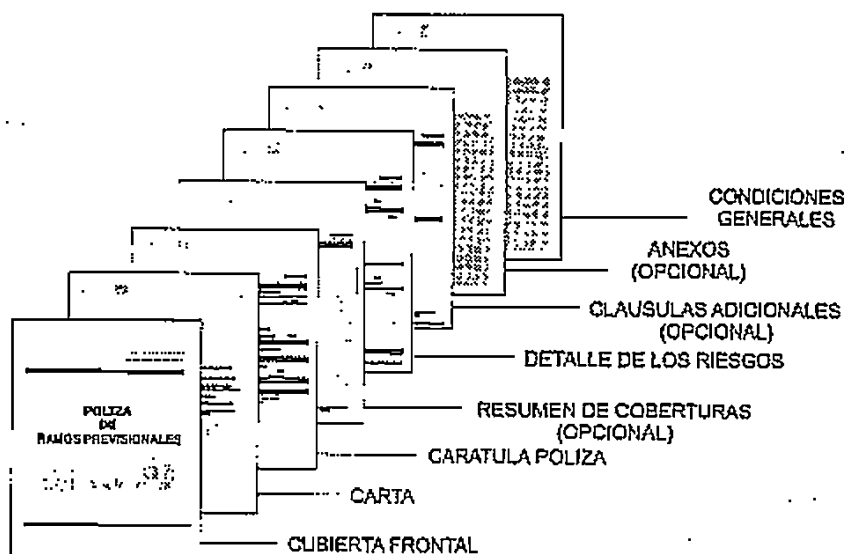 CONDICIONES
GENERALES
ANEXOS
(OPCIONAL)
CLAUSULAS ADICIONALES
(OPCIONAL)
DETALLE DE LOS RIESGOS
RESUMEN DE COBERTURAS
(OPCIONAL)
CARATULA POLIZA
CARTA
CUBIERTA FRONTAL
POLIZA
DE
RAMOS PREVISIONALES